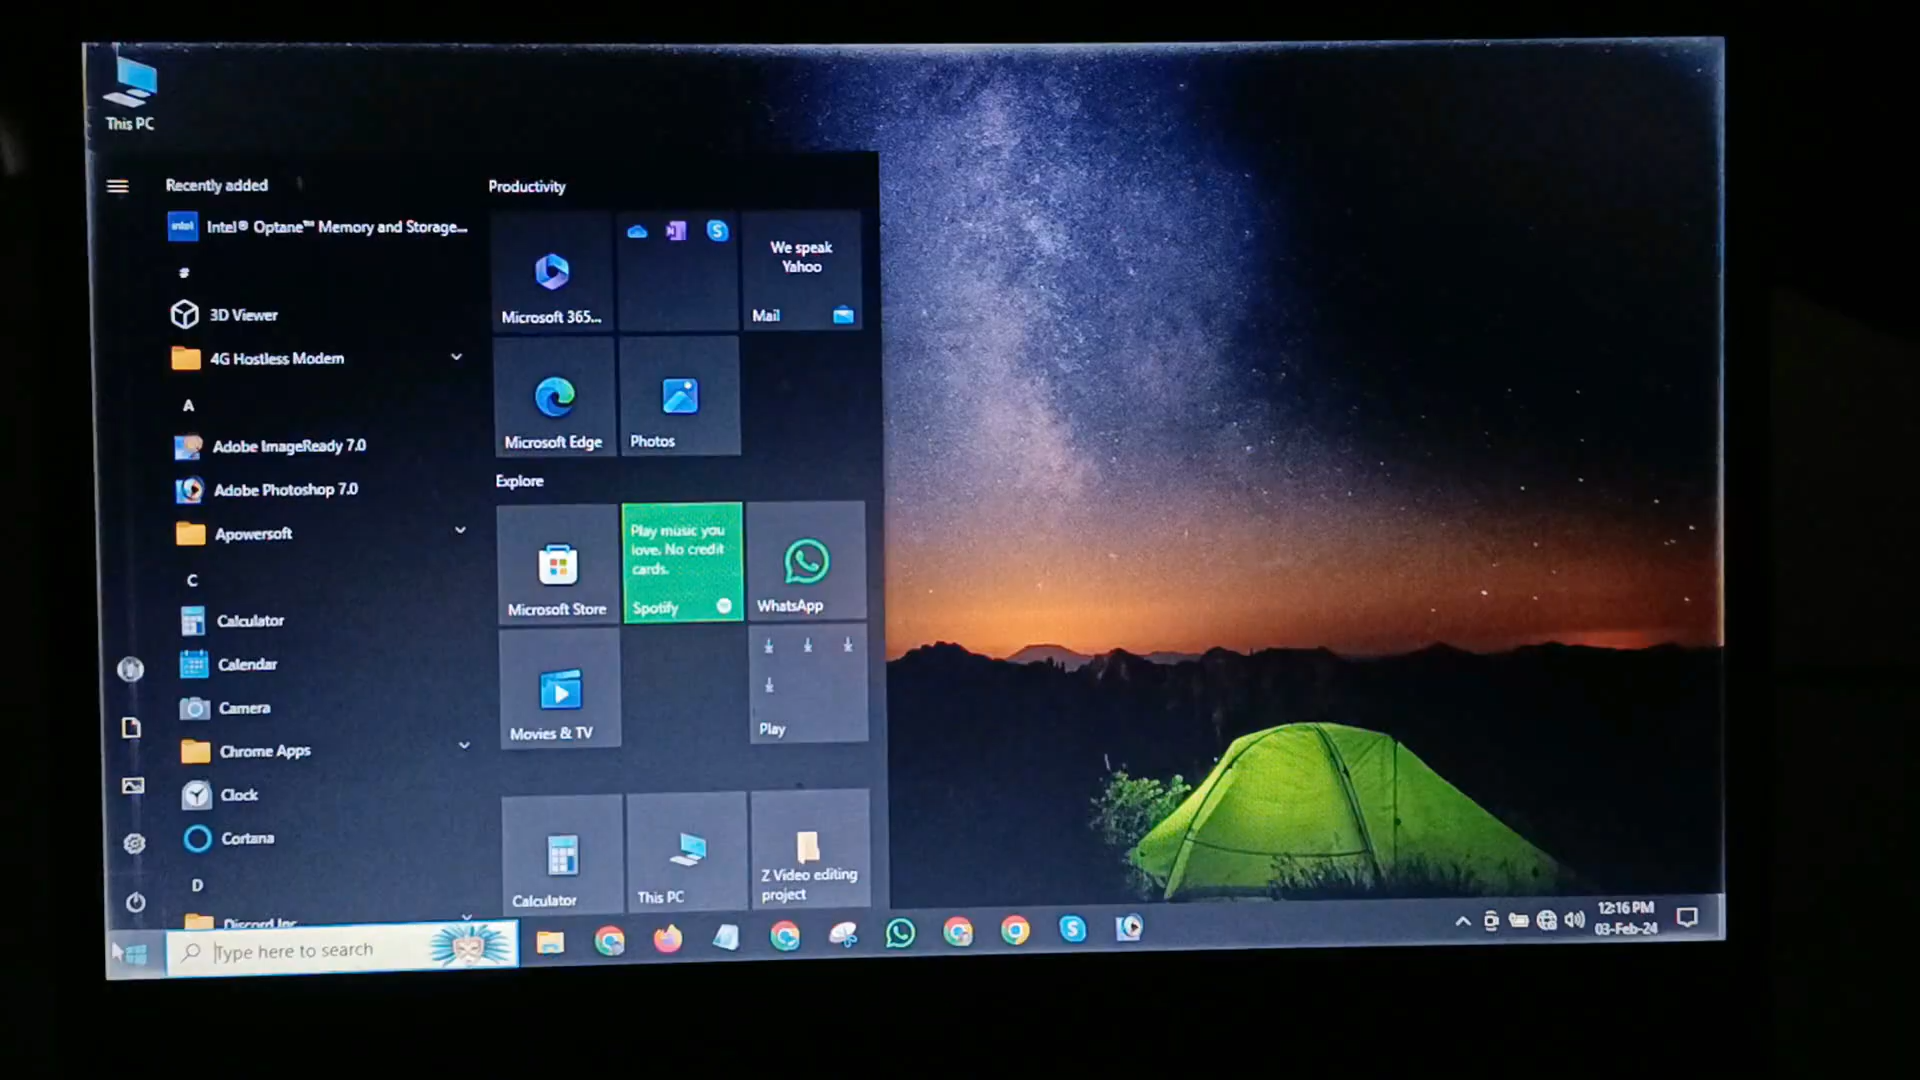 This PC
Recently added
intel Intel® Optane™ Memory and Storage...
#
3D Viewer
4G Hostless Modem
A
Adobe ImageReady 7.0
Adobe Photoshop 7.0
Apowersoft
C
Calculator
Calendar
Camera
Chrome Apps
Clock
Cortana
D
Discord Inc
Productivity
Microsoft 365...
We speak
Yahoo
Mail
Microsoft Edge
Photos
Explore
Microsoft Store
Play music you
love. No credit
cards.
Spotify
WhatsApp
Movies & TV
Play
Calculator
This PC
Z Video editing
project
Type here to search
12:16 PM
03-Feb-24